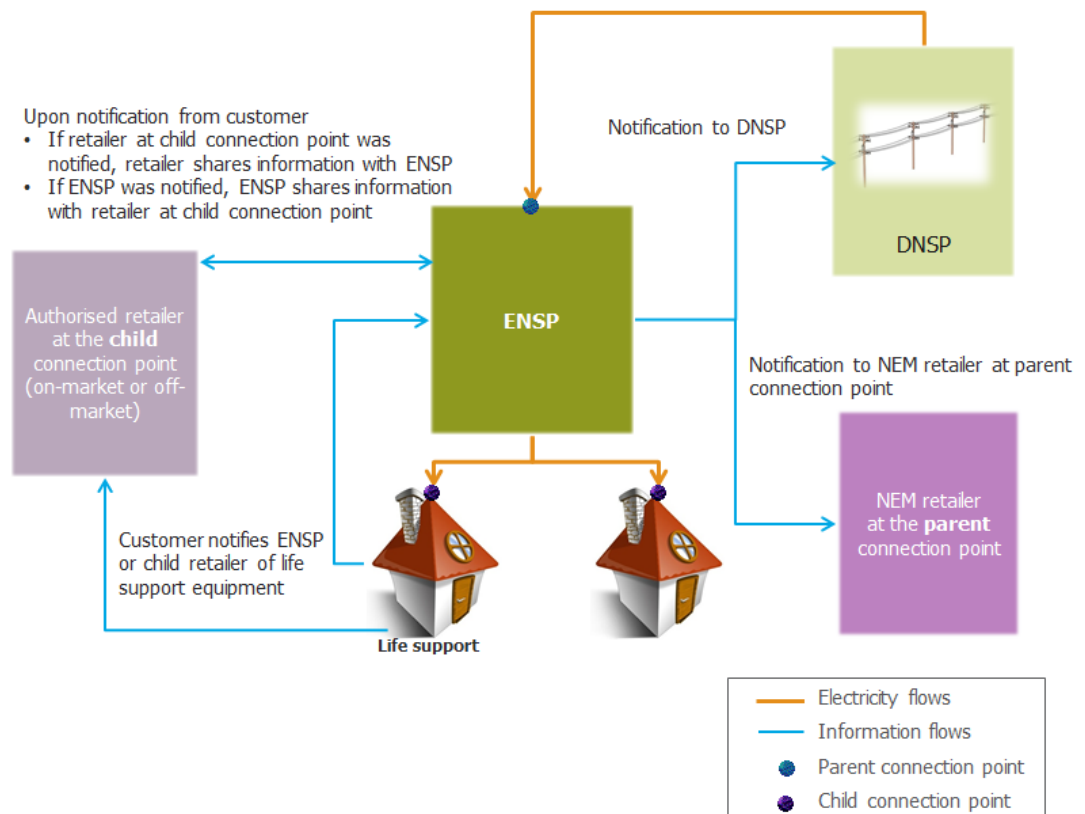 Upon notification from customer
• If retailer at child connection point was
notified, retailer shares information with ENSP
• If ENSP was notified, ENSP shares information
with retailer at child connection point
Notification to DNSP
DNSP
Authorised retailer
at the child
connection point
(on-market or off-
market)
ENSP
Notification to NEM retailer at parent
connection point
NEM retailer
at the parent
connection point
Customer notifies ENSP
or child retailer of life
support equipment
Life support
Electricity flows
Information flows
Parent connection point
Child connection point